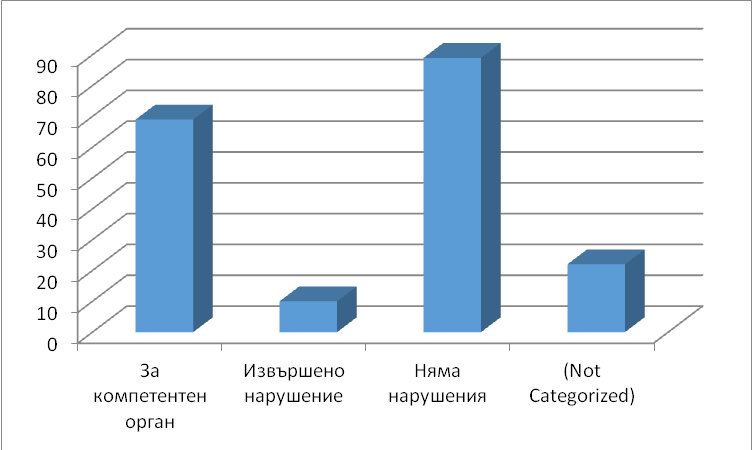 90
80
70
60
50
40
30
20
10
0
За
компетентен
орган
Извършено
нарушение
Няма
нарушения
(Not
Categorized)